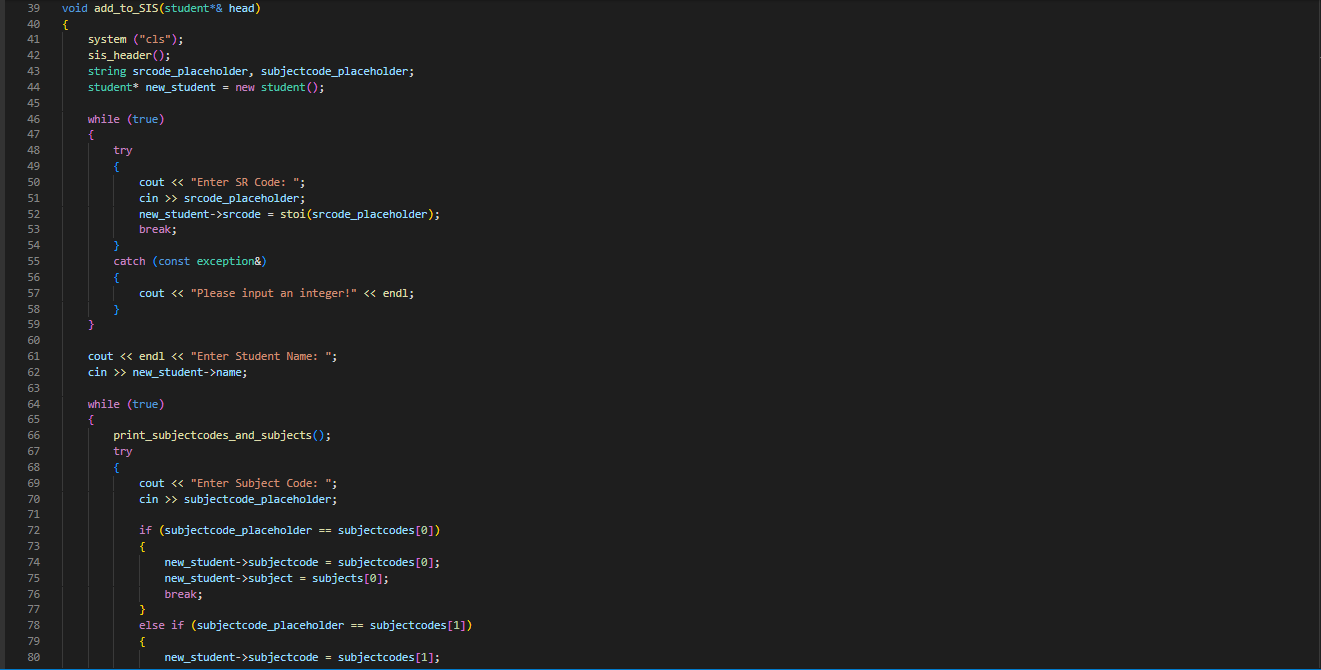 39 void add_to_SIS(student*& head)
40 {
41 system ("cls");
42 sis_header();
43 string srcode_placeholder, subjectcode_placeholder;
44 student* new_student = new student();
45
46 while (true)
47 {
48 try
49 {
50 cout << "Enter SR Code: ";
51 cin >> srcode_placeholder;
52 new_student->srcode = stoi(srcode_placeholder);
53 break;
54 }
55 catch (const exception&)
56 {
57 cout << "Please input an integer!" << endl;
58 }
59 }
60
61 cout << endl << "Enter Student Name: ";
62 cin >> new_student->name;
63
64 while (true)
65 {
66 print_subjectcodes_and_subjects();
67 try
68 {
69 cout << "Enter Subject Code: ";
70 cin >> subjectcode_placeholder;
71
72 if (subjectcode_placeholder == subjectcodes[0])
73 {
74 new_student->subjectcode = subjectcodes[0];
75 new_student->subject = subjects[0];
76 break;
77 }
78 else if (subjectcode_placeholder == subjectcodes[1])
79 {
80 new_student->subjectcode = subjectcodes[1];